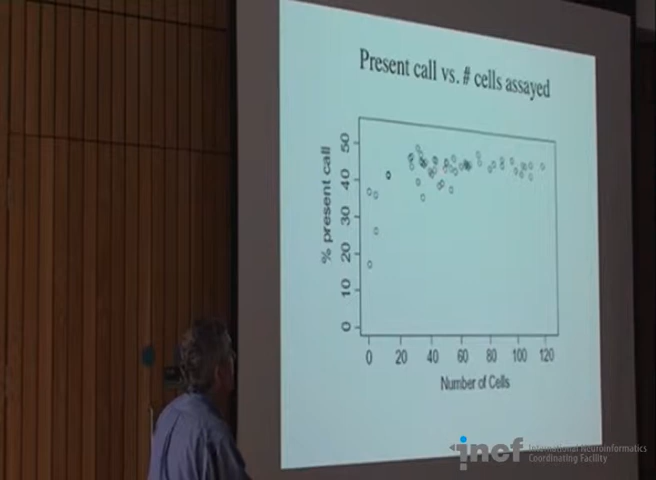 Present call vs. # cells assayed
% present call
50
40
30
20
10
0
0 20 40 60 80 100 120
Number of Cells
incf International Neuroinformatics
Coordinating Facility